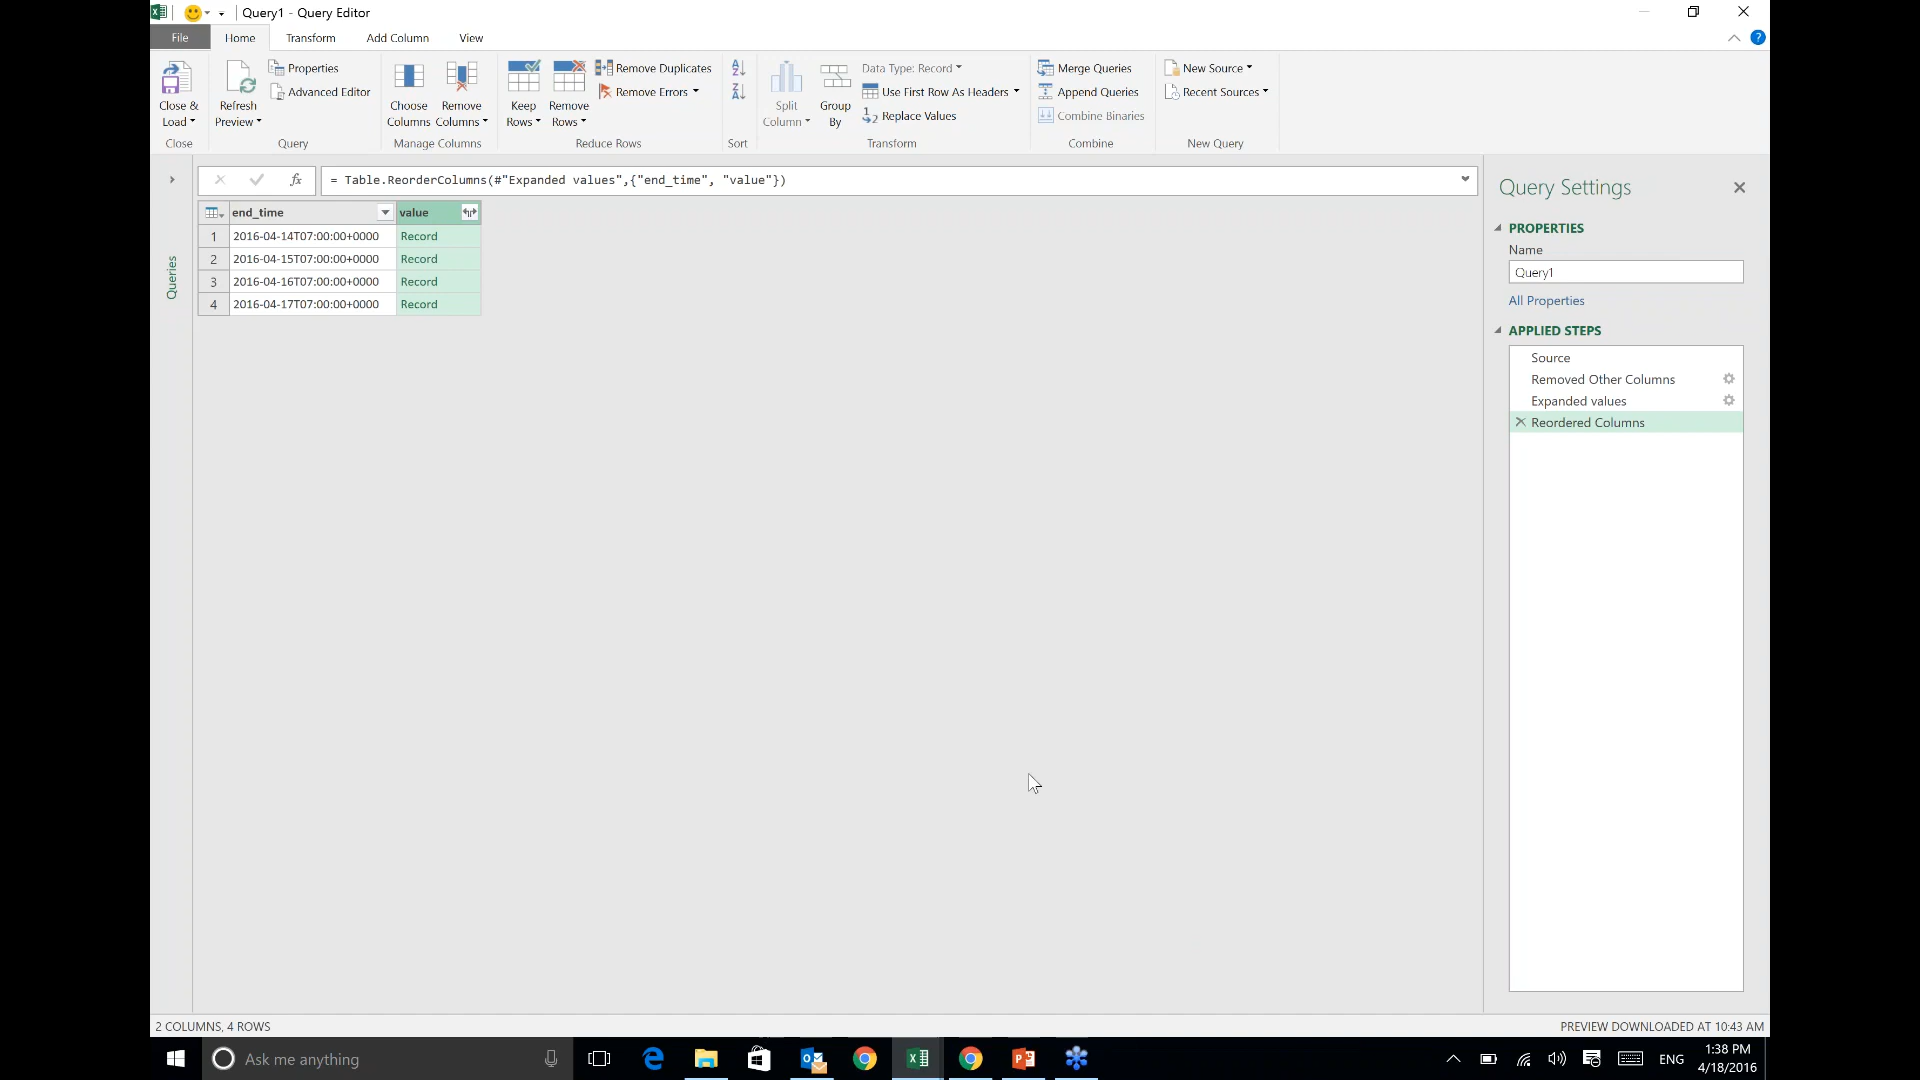 Query1 - Query Editor
File Home Transform Add Column View
Close & Load
Refresh Preview
Properties
Advanced Editor
Choose Columns
Remove Columns
Keep Rows
Remove Rows
Remove Duplicates
Remove Errors
Split Column
Group By
Data Type: Record
Use First Row As Headers
Replace Values
Merge Queries
Append Queries
Combine Binaries
New Source
Recent Sources
Close Query Manage Columns Reduce Rows Sort Transform Combine New Query
fx = Table.ReorderColumns(#"Expanded values",{"end_time", "value"})
Queries
end_time value
1 2016-04-14T07:00:00+0000 Record
2 2016-04-15T07:00:00+0000 Record
3 2016-04-16T07:00:00+0000 Record
4 2016-04-17T07:00:00+0000 Record
Query Settings
PROPERTIES
Name
Query1
All Properties
APPLIED STEPS
Source
Removed Other Columns
Expanded values
Reordered Columns
2 COLUMNS, 4 ROWS
PREVIEW DOWNLOADED AT 10:43 AM
Ask me anything
ENG
1:38 PM
4/18/2016